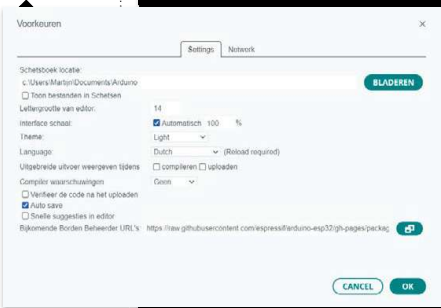 Voorkeuren
Settings Network
Schetsboek locatie:
c:\Users\Martijn\Documents\Arduino BLADEREN
Toon bestanden in Schetsen
Lettergrootte van editor: 14
Interface schaal: Automatisch 100 %
Theme: Light
Language: Dutch (Reload required)
Uitgebreide uitvoer weergeven tijdens compileren uploaden
Compiler waarschuwingen Geen
Verifieer de code na het uploaden
Auto save
Snelle suggesties in editor
Bijkomende Borden Beheerder URL's https://raw.githubusercontent.com/espressif/arduino-esp32/gh-pages/packag
CANCEL OK